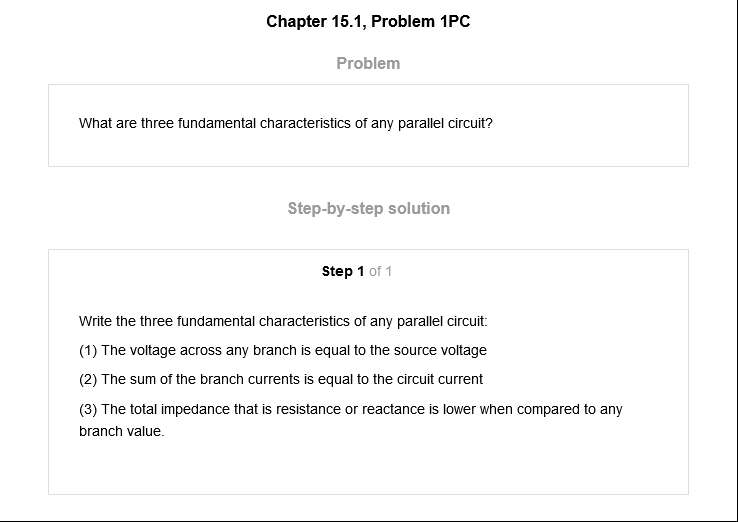 Chapter 15.1, Problem 1PC
Problem
What are three fundamental characteristics of any parallel circuit?
Step-by-step solution
Step 1 of 1
Write the three fundamental characteristics of any parallel circuit:
(1) The voltage across any branch is equal to the source voltage
(2) The sum of the branch currents is equal to the circuit current
(3) The total impedance that is resistance or reactance is lower when compared to any
branch value.